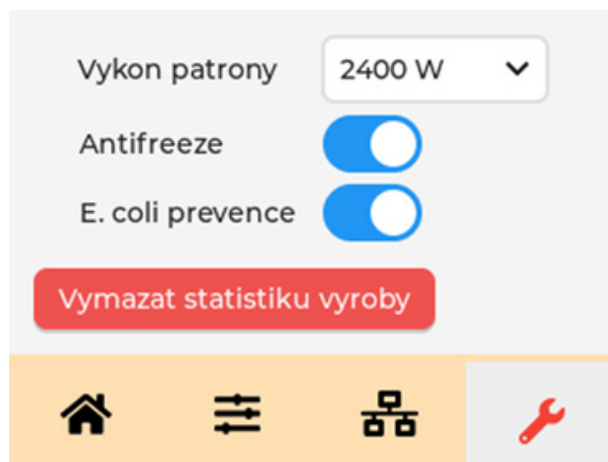 Vykon patrony 2400 W
Antifreeze
E. coli prevence
Vymazat statistiku vyroby